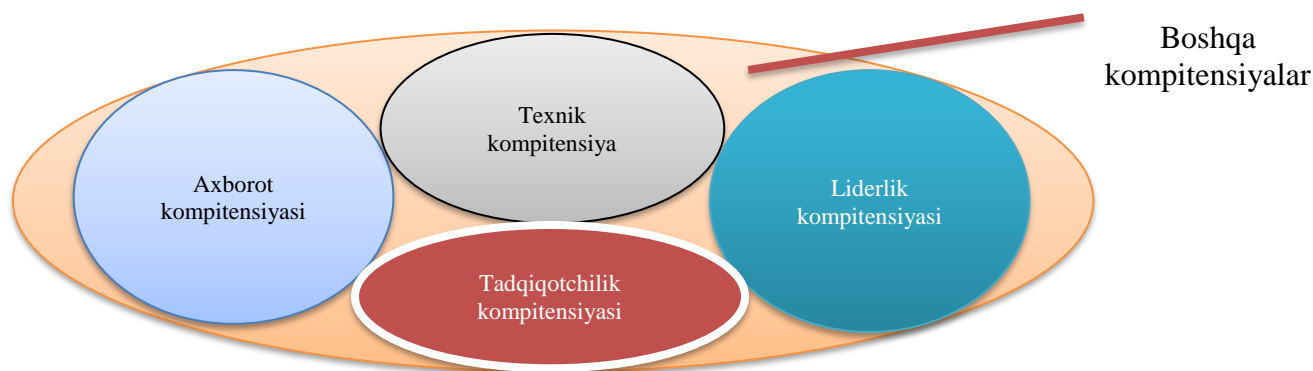 Boshqa
kompitensiyalar
Texnik
kompitensiya
Axborot
kompitensiyasi
Liderlik
kompitensiyasi
Tadqiqotchilik
kompitensiyasi